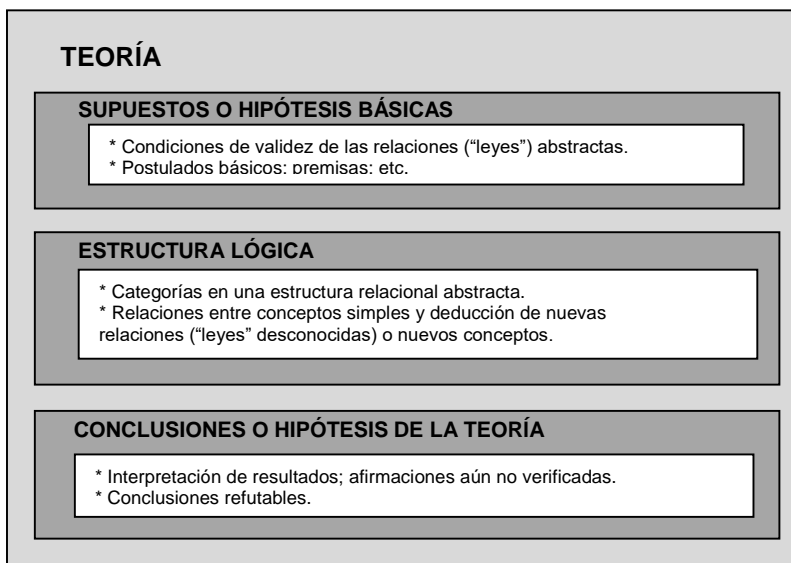 TEORÍA
SUPUESTOS O HIPÓTESIS BÁSICAS
* Condiciones de validez de las relaciones (“leyes”) abstractas.
* Postulados básicos; premisas; etc.
ESTRUCTURA LÓGICA
* Categorías en una estructura relacional abstracta.
* Relaciones entre conceptos simples y deducción de nuevas
relaciones (“leyes” desconocidas) o nuevos conceptos.
CONCLUSIONES O HIPÓTESIS DE LA TEORÍA
* Interpretación de resultados; afirmaciones aún no verificadas.
* Conclusiones refutables.